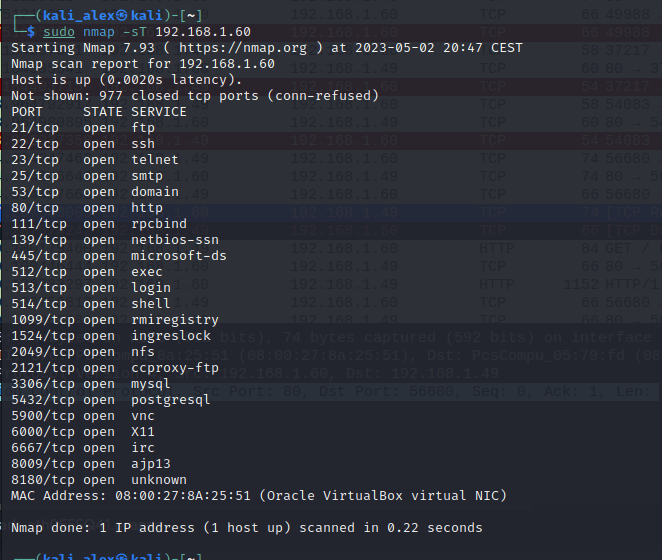 ┌──(kali_alex㉿kali)-[~]
└─$ sudo nmap -sT 192.168.1.60
Starting Nmap 7.93 ( https://nmap.org ) at 2023-05-02 20:47 CEST
Nmap scan report for 192.168.1.60
Host is up (0.0020s latency).
Not shown: 977 closed tcp ports (conn-refused)
PORT     STATE SERVICE
21/tcp   open  ftp
22/tcp   open  ssh
23/tcp   open  telnet
25/tcp   open  smtp
53/tcp   open  domain
80/tcp   open  http
111/tcp  open  rpcbind
139/tcp  open  netbios-ssn
445/tcp  open  microsoft-ds
512/tcp  open  exec
513/tcp  open  login
514/tcp  open  shell
1099/tcp open  rmiregistry
1524/tcp open  ingreslock
2049/tcp open  nfs
2121/tcp open  ccproxy-ftp
3306/tcp open  mysql
5432/tcp open  postgresql
5900/tcp open  vnc
6000/tcp open  X11
6667/tcp open  irc
8009/tcp open  ajp13
8180/tcp open  unknown
MAC Address: 08:00:27:8A:25:51 (Oracle VirtualBox virtual NIC)
Nmap done: 1 IP address (1 host up) scanned in 0.22 seconds
┌──(kali_alex㉿kali)-[~]